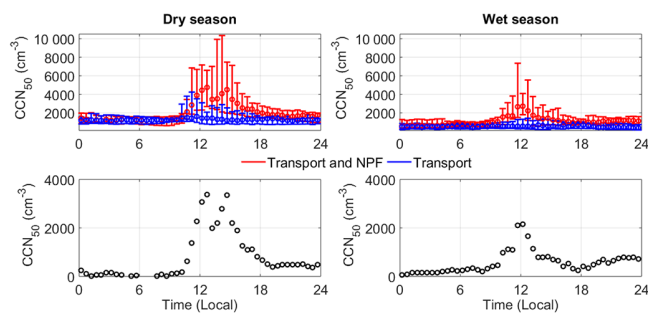 Dry season
Wet season
CCN50 (cm-3)
10 000
8000
6000
4000
2000
0 6 12 18 24
CCN50 (cm-3)
10 000
8000
6000
4000
2000
0 6 12 18 24
Transport and NPF
Transport
CCN50 (cm-3)
4000
2000
0
0 6 12 18 24
Time (Local)
CCN50 (cm-3)
4000
2000
0
0 6 12 18 24
Time (Local)